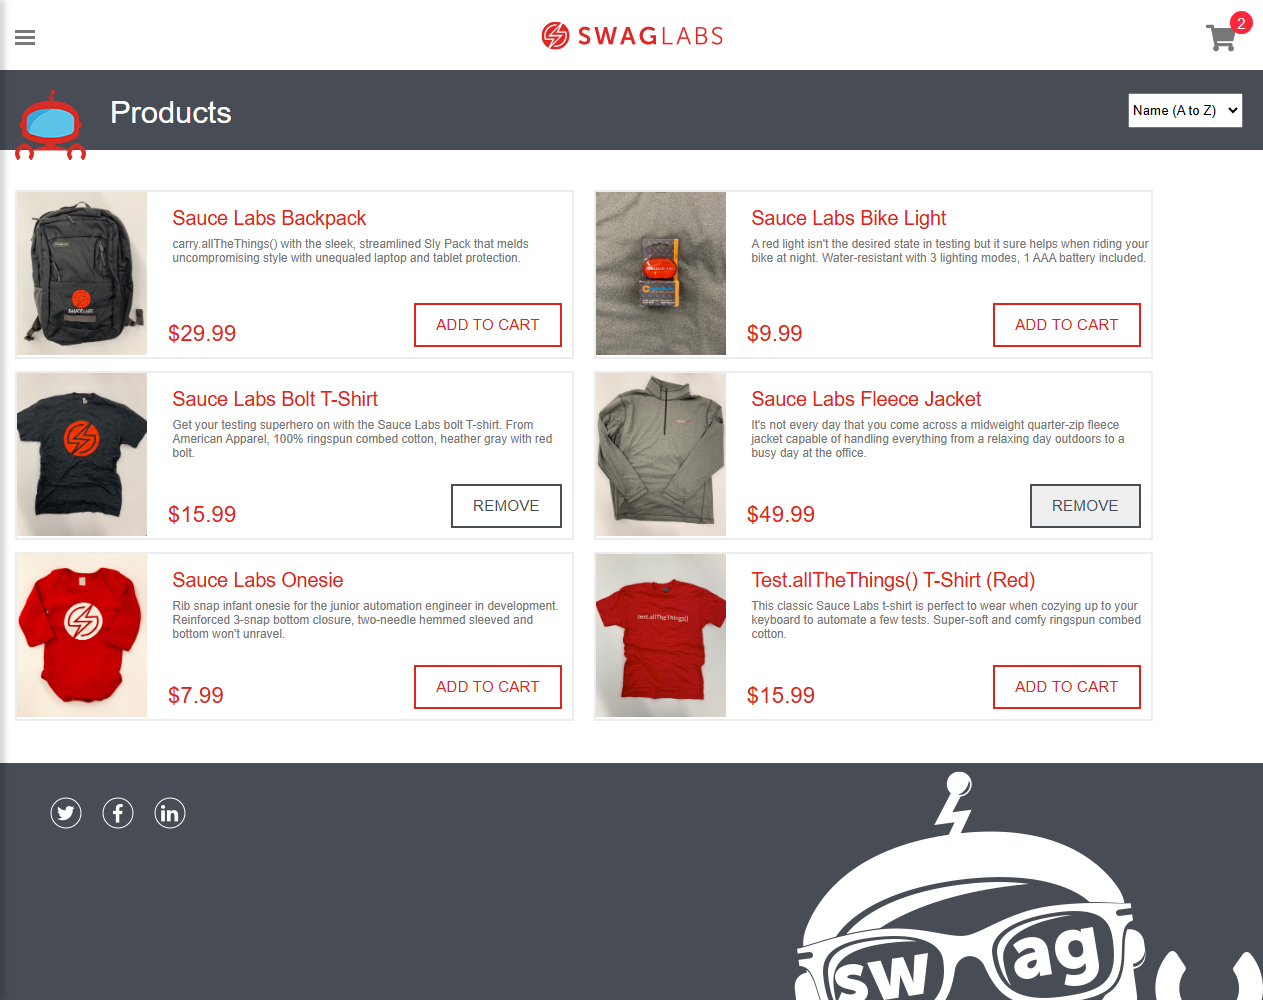 SWAGLABS
2
Products
Name (A to Z)
Sauce Labs Backpack
carry.allTheThings() with the sleek, streamlined Sly Pack that melds
uncompromising style with unequaled laptop and tablet protection.
$29.99
ADD TO CART
SAUCELABS
Sauce Labs Bike Light
A red light isn't the desired state in testing but it sure helps when riding your
bike at night. Water-resistant with 3 lighting modes, 1 AAA battery included.
$9.99
ADD TO CART
Sauce Labs Bolt T-Shirt
Get your testing superhero on with the Sauce Labs bolt T-shirt. From
American Apparel, 100% ringspun combed cotton, heather gray with red
bolt.
$15.99
REMOVE
Sauce Labs Fleece Jacket
It's not every day that you come across a midweight quarter-zip fleece
jacket capable of handling everything from a relaxing day outdoors to a
busy day at the office.
$49.99
REMOVE
Sauce Labs Onesie
Rib snap infant onesie for the junior automation engineer in development.
Reinforced 3-snap bottom closure, two-needle hemmed sleeved and
bottom won't unravel.
$7.99
ADD TO CART
Test.allTheThings() T-Shirt (Red)
This classic Sauce Labs t-shirt is perfect to wear when cozying up to your
keyboard to automate a few tests. Super-soft and comfy ringspun combed
cotton.
$15.99
ADD TO CART
test.allTheThings()
sw ag